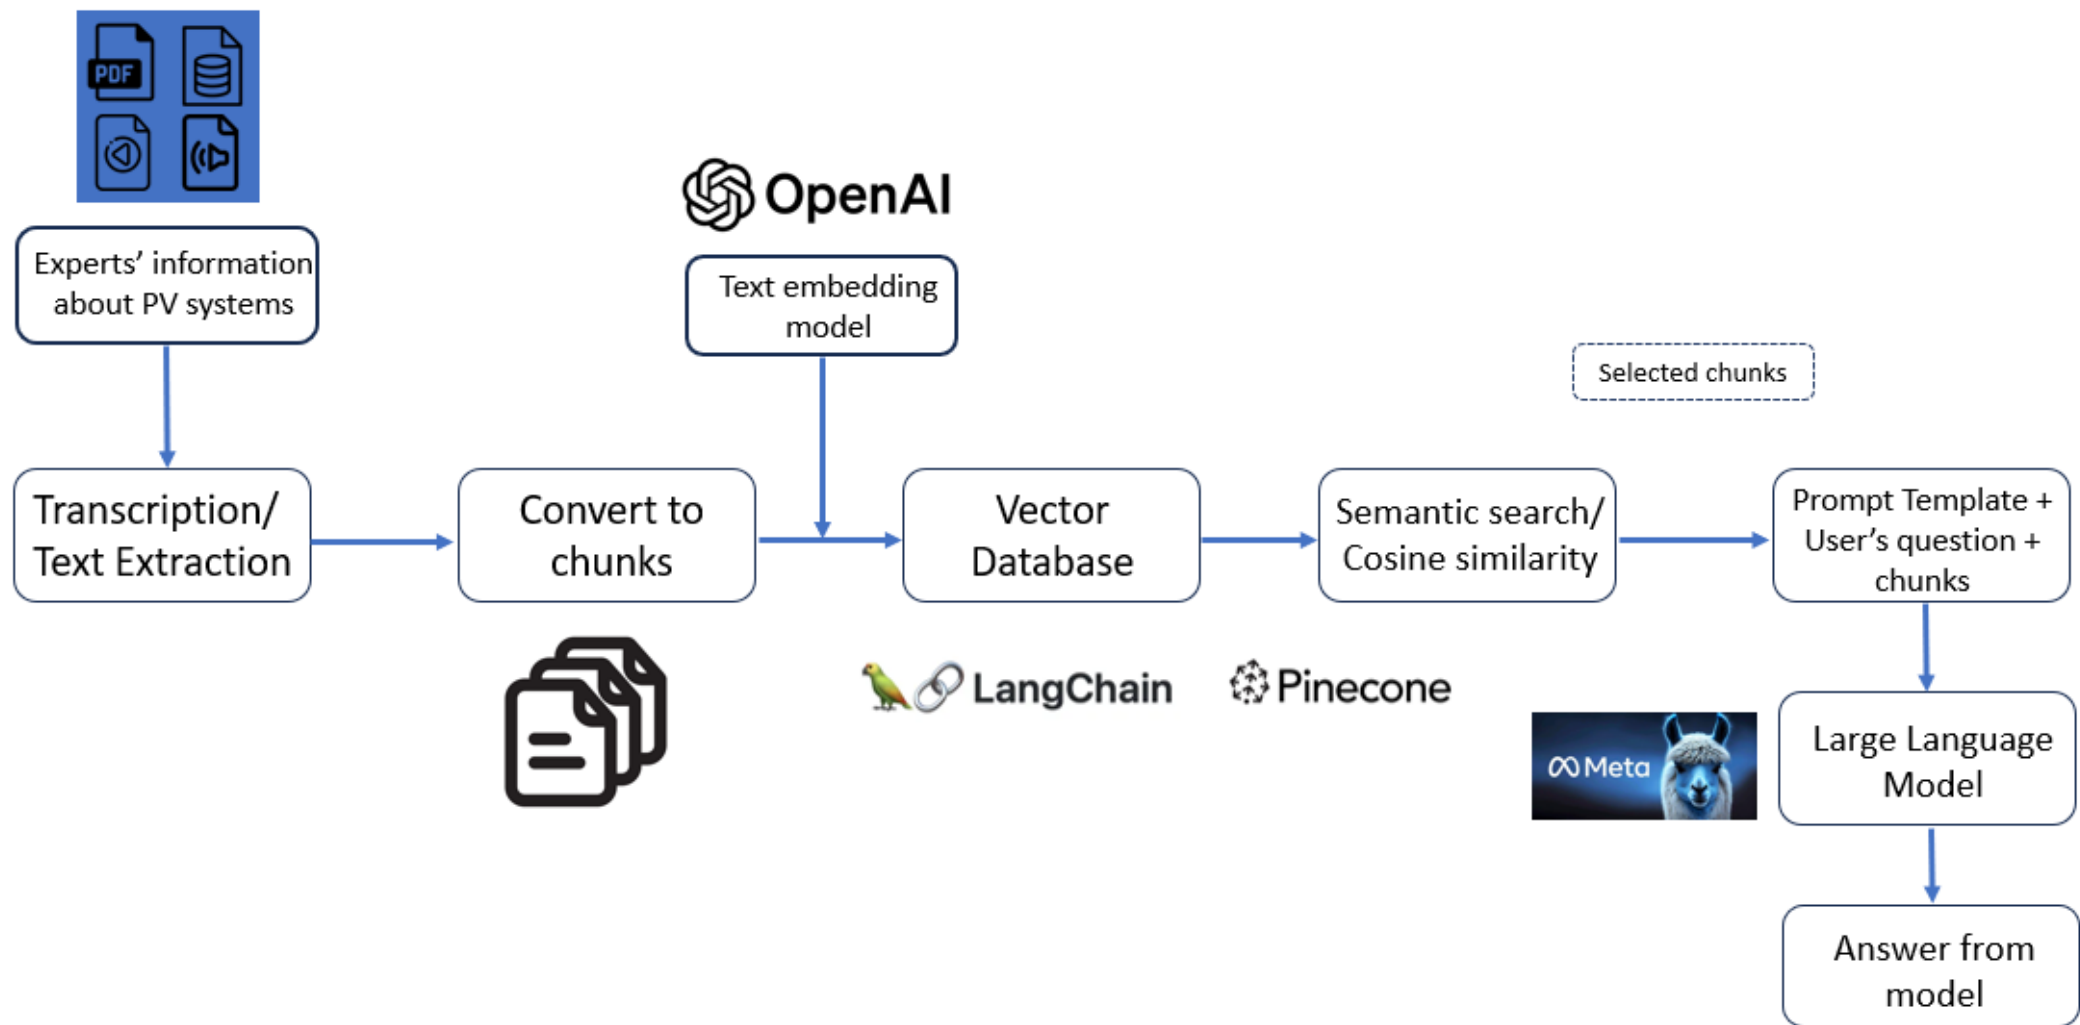 PDF
Experts' information
about PV systems
OpenAI
Text embedding
model
Selected chunks
Transcription/
Text Extraction
Convert to
chunks
Vector
Database
Semantic search/
Cosine similarity
Prompt Template +
User's question +
chunks
LangChain
Pinecone
Meta
Large Language
Model
Answer from
model